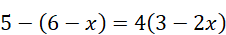 5 − (6 − x) = 4(3 − 2x)